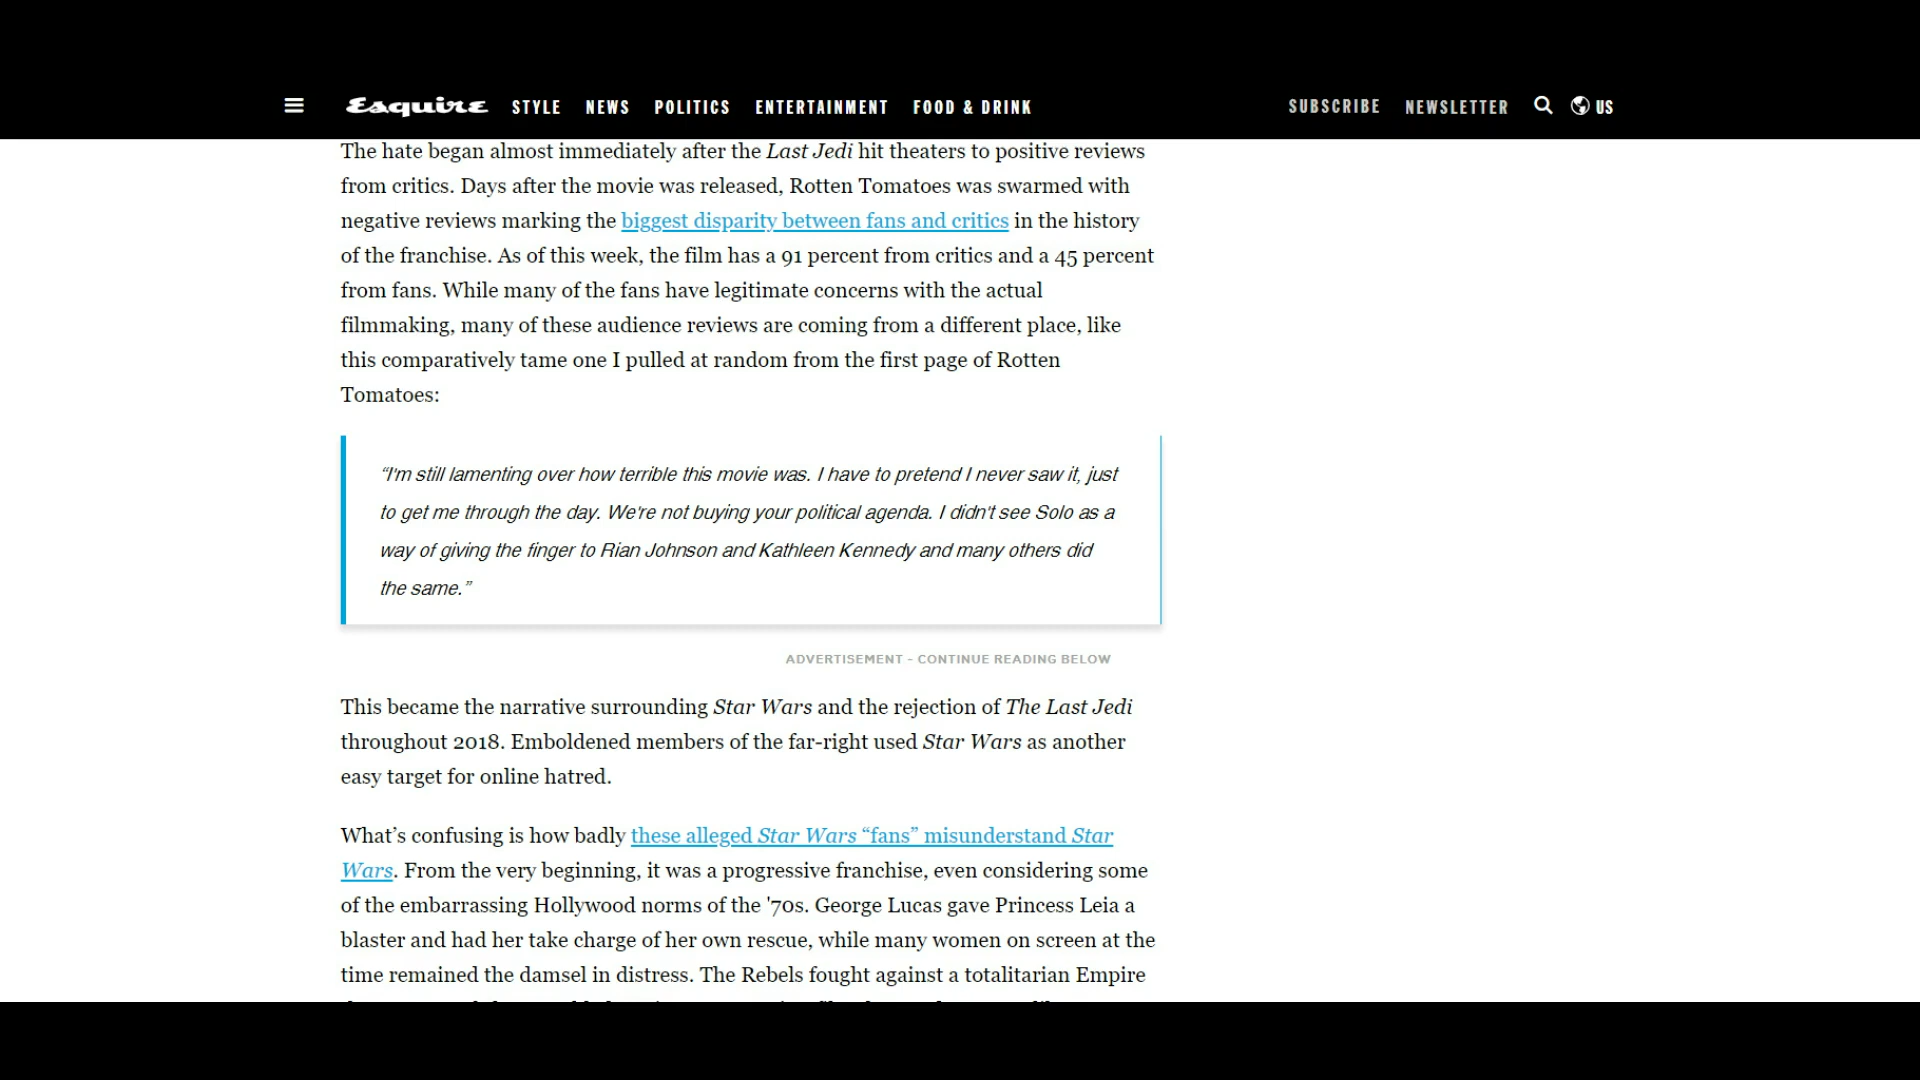 Esquire STYLE NEWS POLITICS ENTERTAINMENT FOOD & DRINK SUBSCRIBE NEWSLETTER US
The hate began almost immediately after the Last Jedi hit theaters to positive reviews
from critics. Days after the movie was released, Rotten Tomatoes was swarmed with
negative reviews marking the biggest disparity between fans and critics in the history
of the franchise. As of this week, the film has a 91 percent from critics and a 45 percent
from fans. While many of the fans have legitimate concerns with the actual
filmmaking, many of these audience reviews are coming from a different place, like
this comparatively tame one I pulled at random from the first page of Rotten
Tomatoes:
“I'm still lamenting over how terrible this movie was. I have to pretend I never saw it, just
to get me through the day. We're not buying your political agenda. I didn't see Solo as a
way of giving the finger to Rian Johnson and Kathleen Kennedy and many others did
the same.”
ADVERTISEMENT - CONTINUE READING BELOW
This became the narrative surrounding Star Wars and the rejection of The Last Jedi
throughout 2018. Emboldened members of the far-right used Star Wars as another
easy target for online hatred.
What’s confusing is how badly these alleged Star Wars “fans” misunderstand Star
Wars. From the very beginning, it was a progressive franchise, even considering some
of the embarrassing Hollywood norms of the '70s. George Lucas gave Princess Leia a
blaster and had her take charge of her own rescue, while many women on screen at the
time remained the damsel in distress. The Rebels fought against a totalitarian Empire